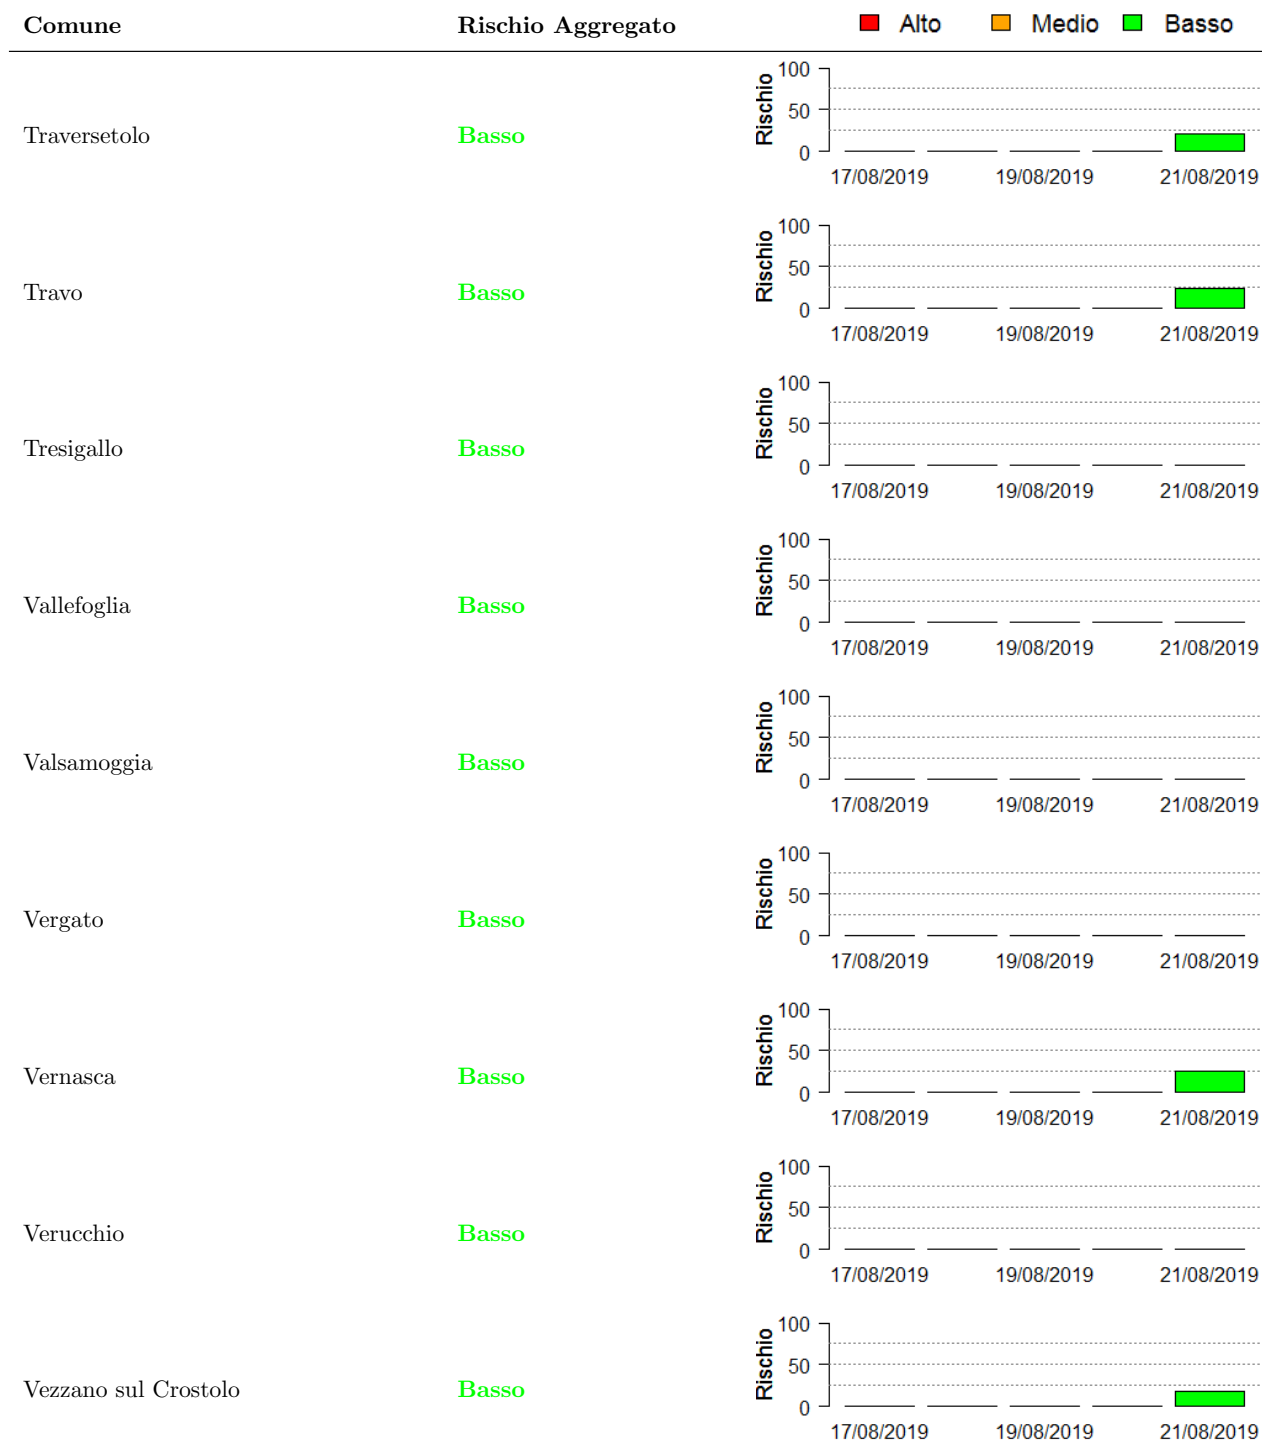 Comune Rischio Aggregato Alto Medio Basso
100
50
0
Rischio
Traversetolo Basso
17/08/2019 19/08/2019 21/08/2019
100
50
0
Rischio
Travo Basso
17/08/2019 19/08/2019 21/08/2019
100
50
0
Rischio
Tresigallo Basso
17/08/2019 19/08/2019 21/08/2019
100
50
0
Rischio
Vallefoglia Basso
17/08/2019 19/08/2019 21/08/2019
100
50
0
Rischio
Valsamoggia Basso
17/08/2019 19/08/2019 21/08/2019
100
50
0
Rischio
Vergato Basso
17/08/2019 19/08/2019 21/08/2019
100
50
0
Rischio
Vernasca Basso
17/08/2019 19/08/2019 21/08/2019
100
50
0
Rischio
Verucchio Basso
17/08/2019 19/08/2019 21/08/2019
100
50
0
Rischio
Vezzano sul Crostolo Basso
17/08/2019 19/08/2019 21/08/2019